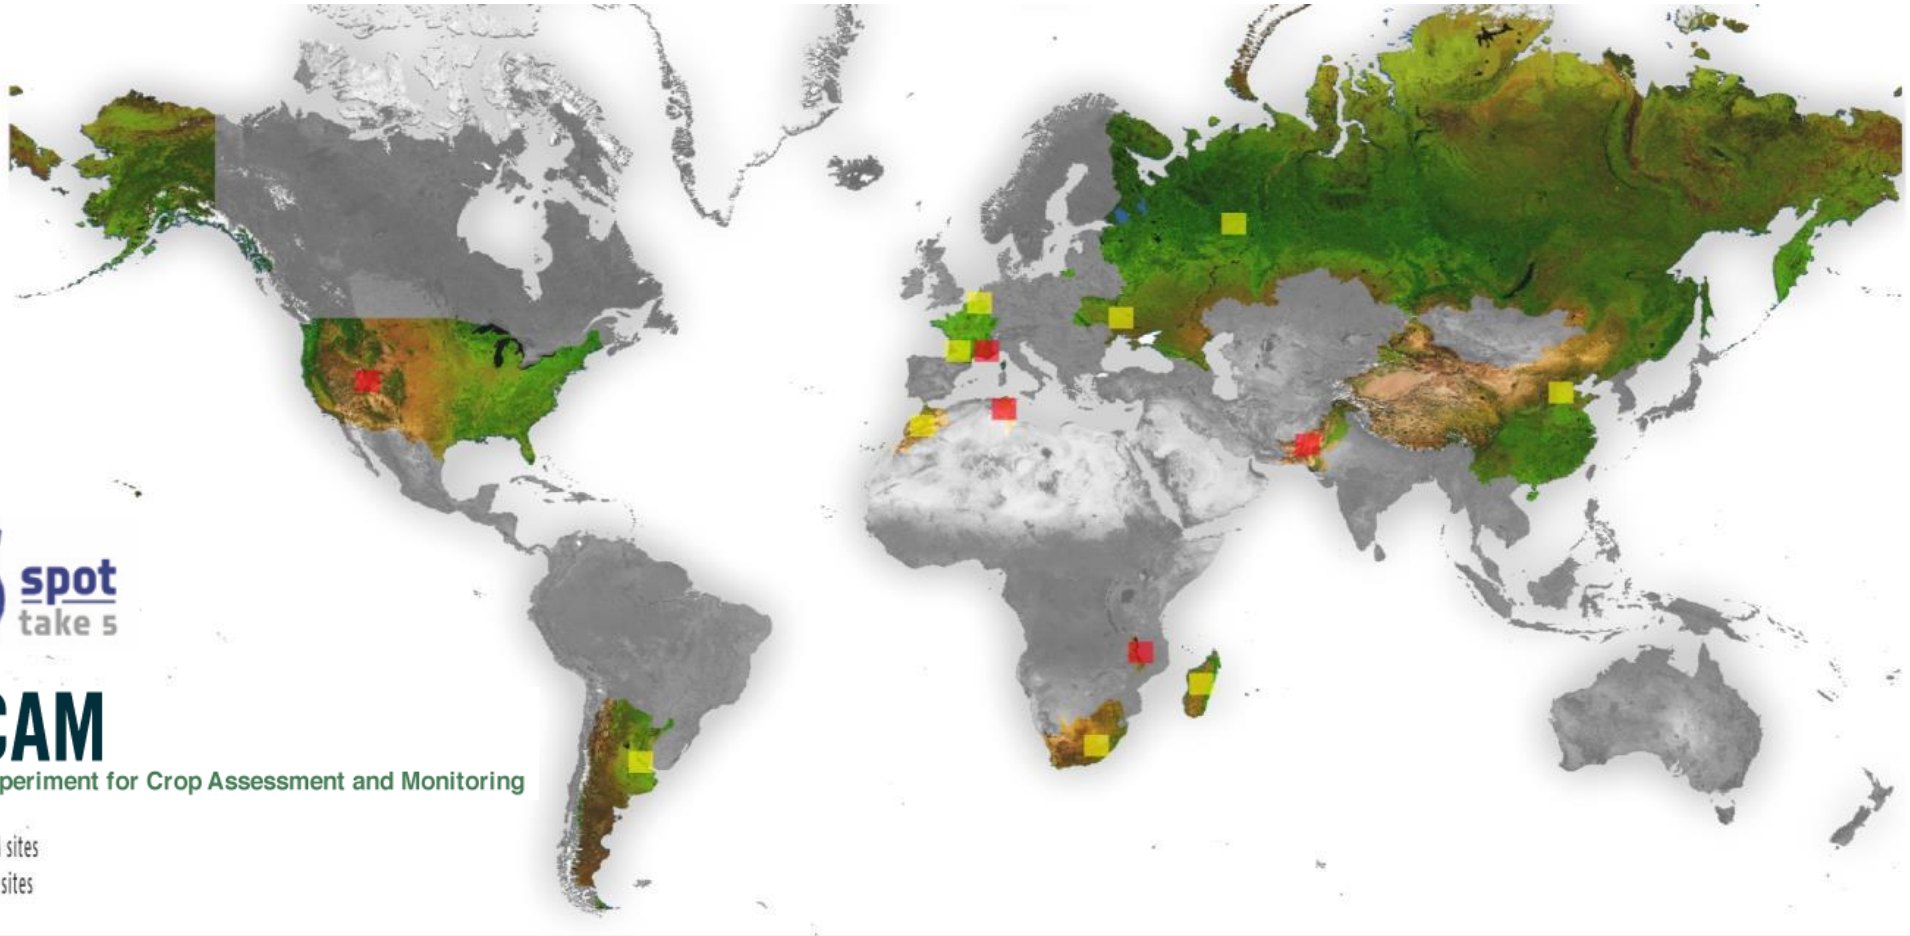 spot
take 5
CAM
periment for Crop Assessment and Monitoring
sites
sites